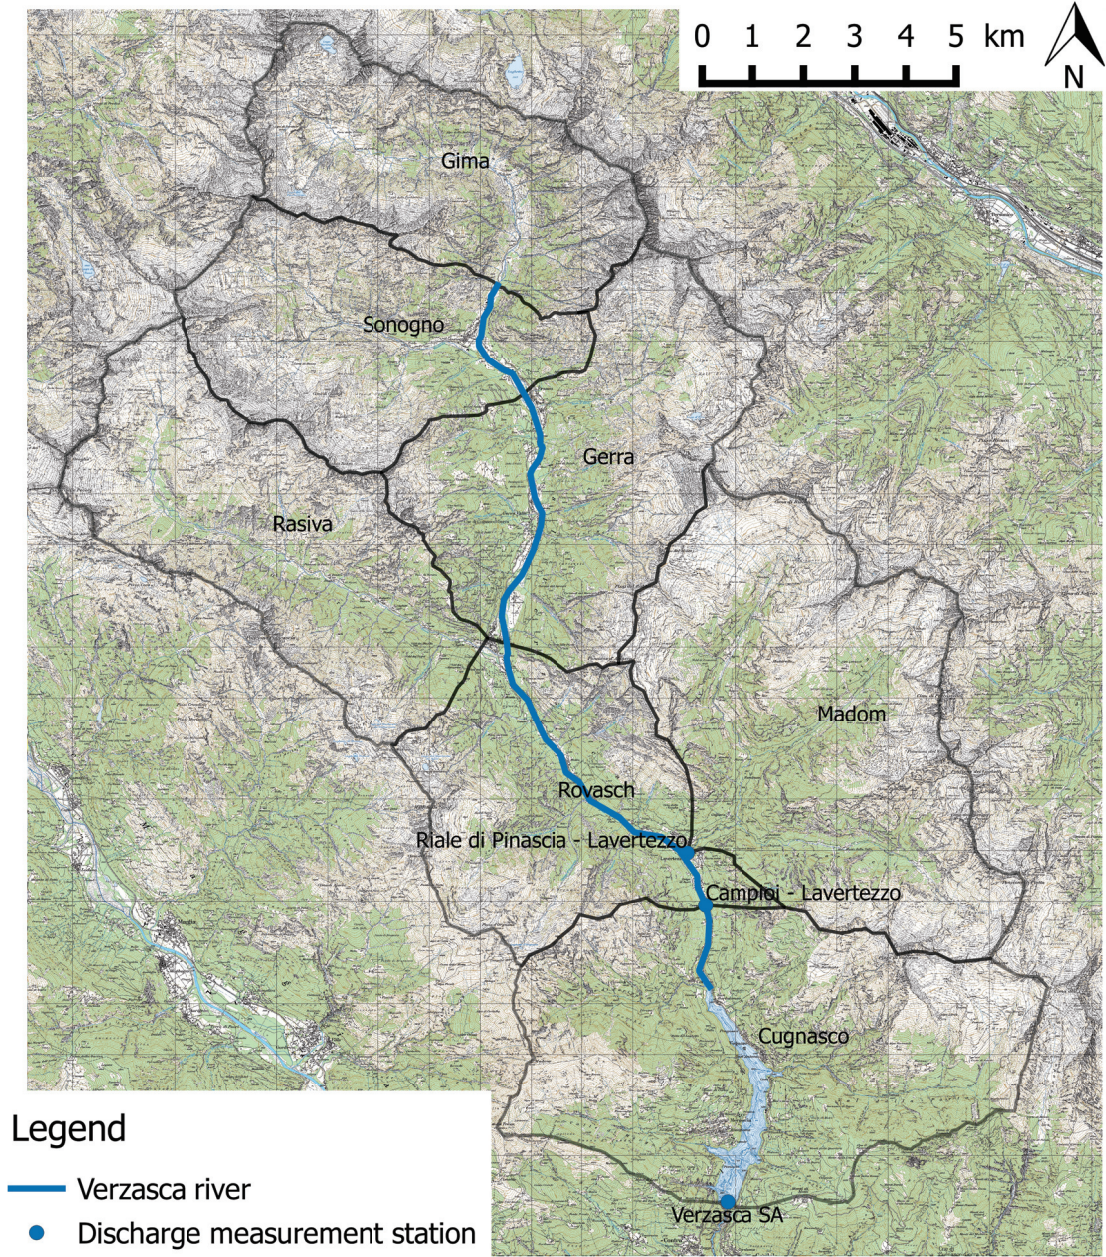 0 1 2 3 4 5 km
N
Gima
Sonogno
Gerra
Rasiva
Madom
Rovasch
Riale di Pinascia - Lavertezzo
Campioi - Lavertezzo
Cugnasco
Verzasca SA
Legend
Verzasca river
Discharge measurement station